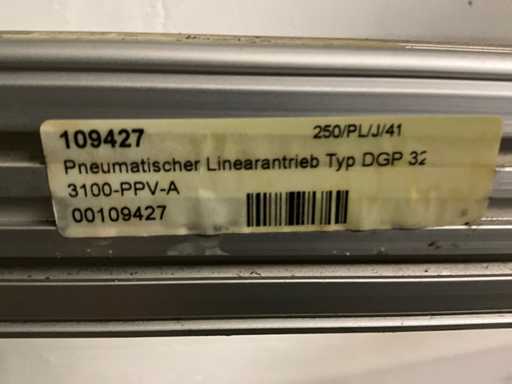 109427 250/PL/J/41
Pneumatischer Linearantrieb Typ DGP 32
3100-PPV-A
00109427